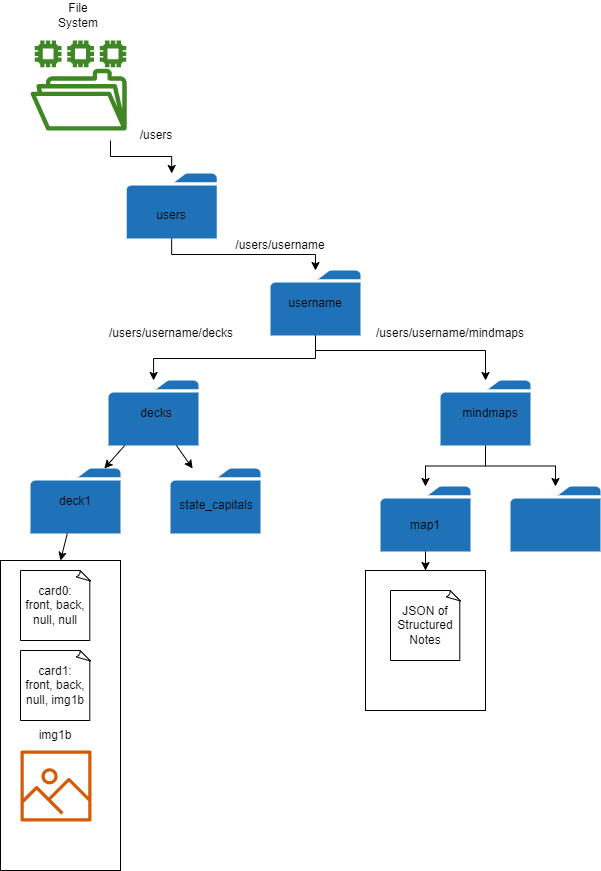 File
System
/users
users
/users/username
username
/users/username/decks
/users/username/mindmaps
decks
mindmaps
deck1
state_capitals
map1
card0:
front, back,
null, null
card1:
front, back,
null, img1b
img1b
JSON of
Structured
Notes